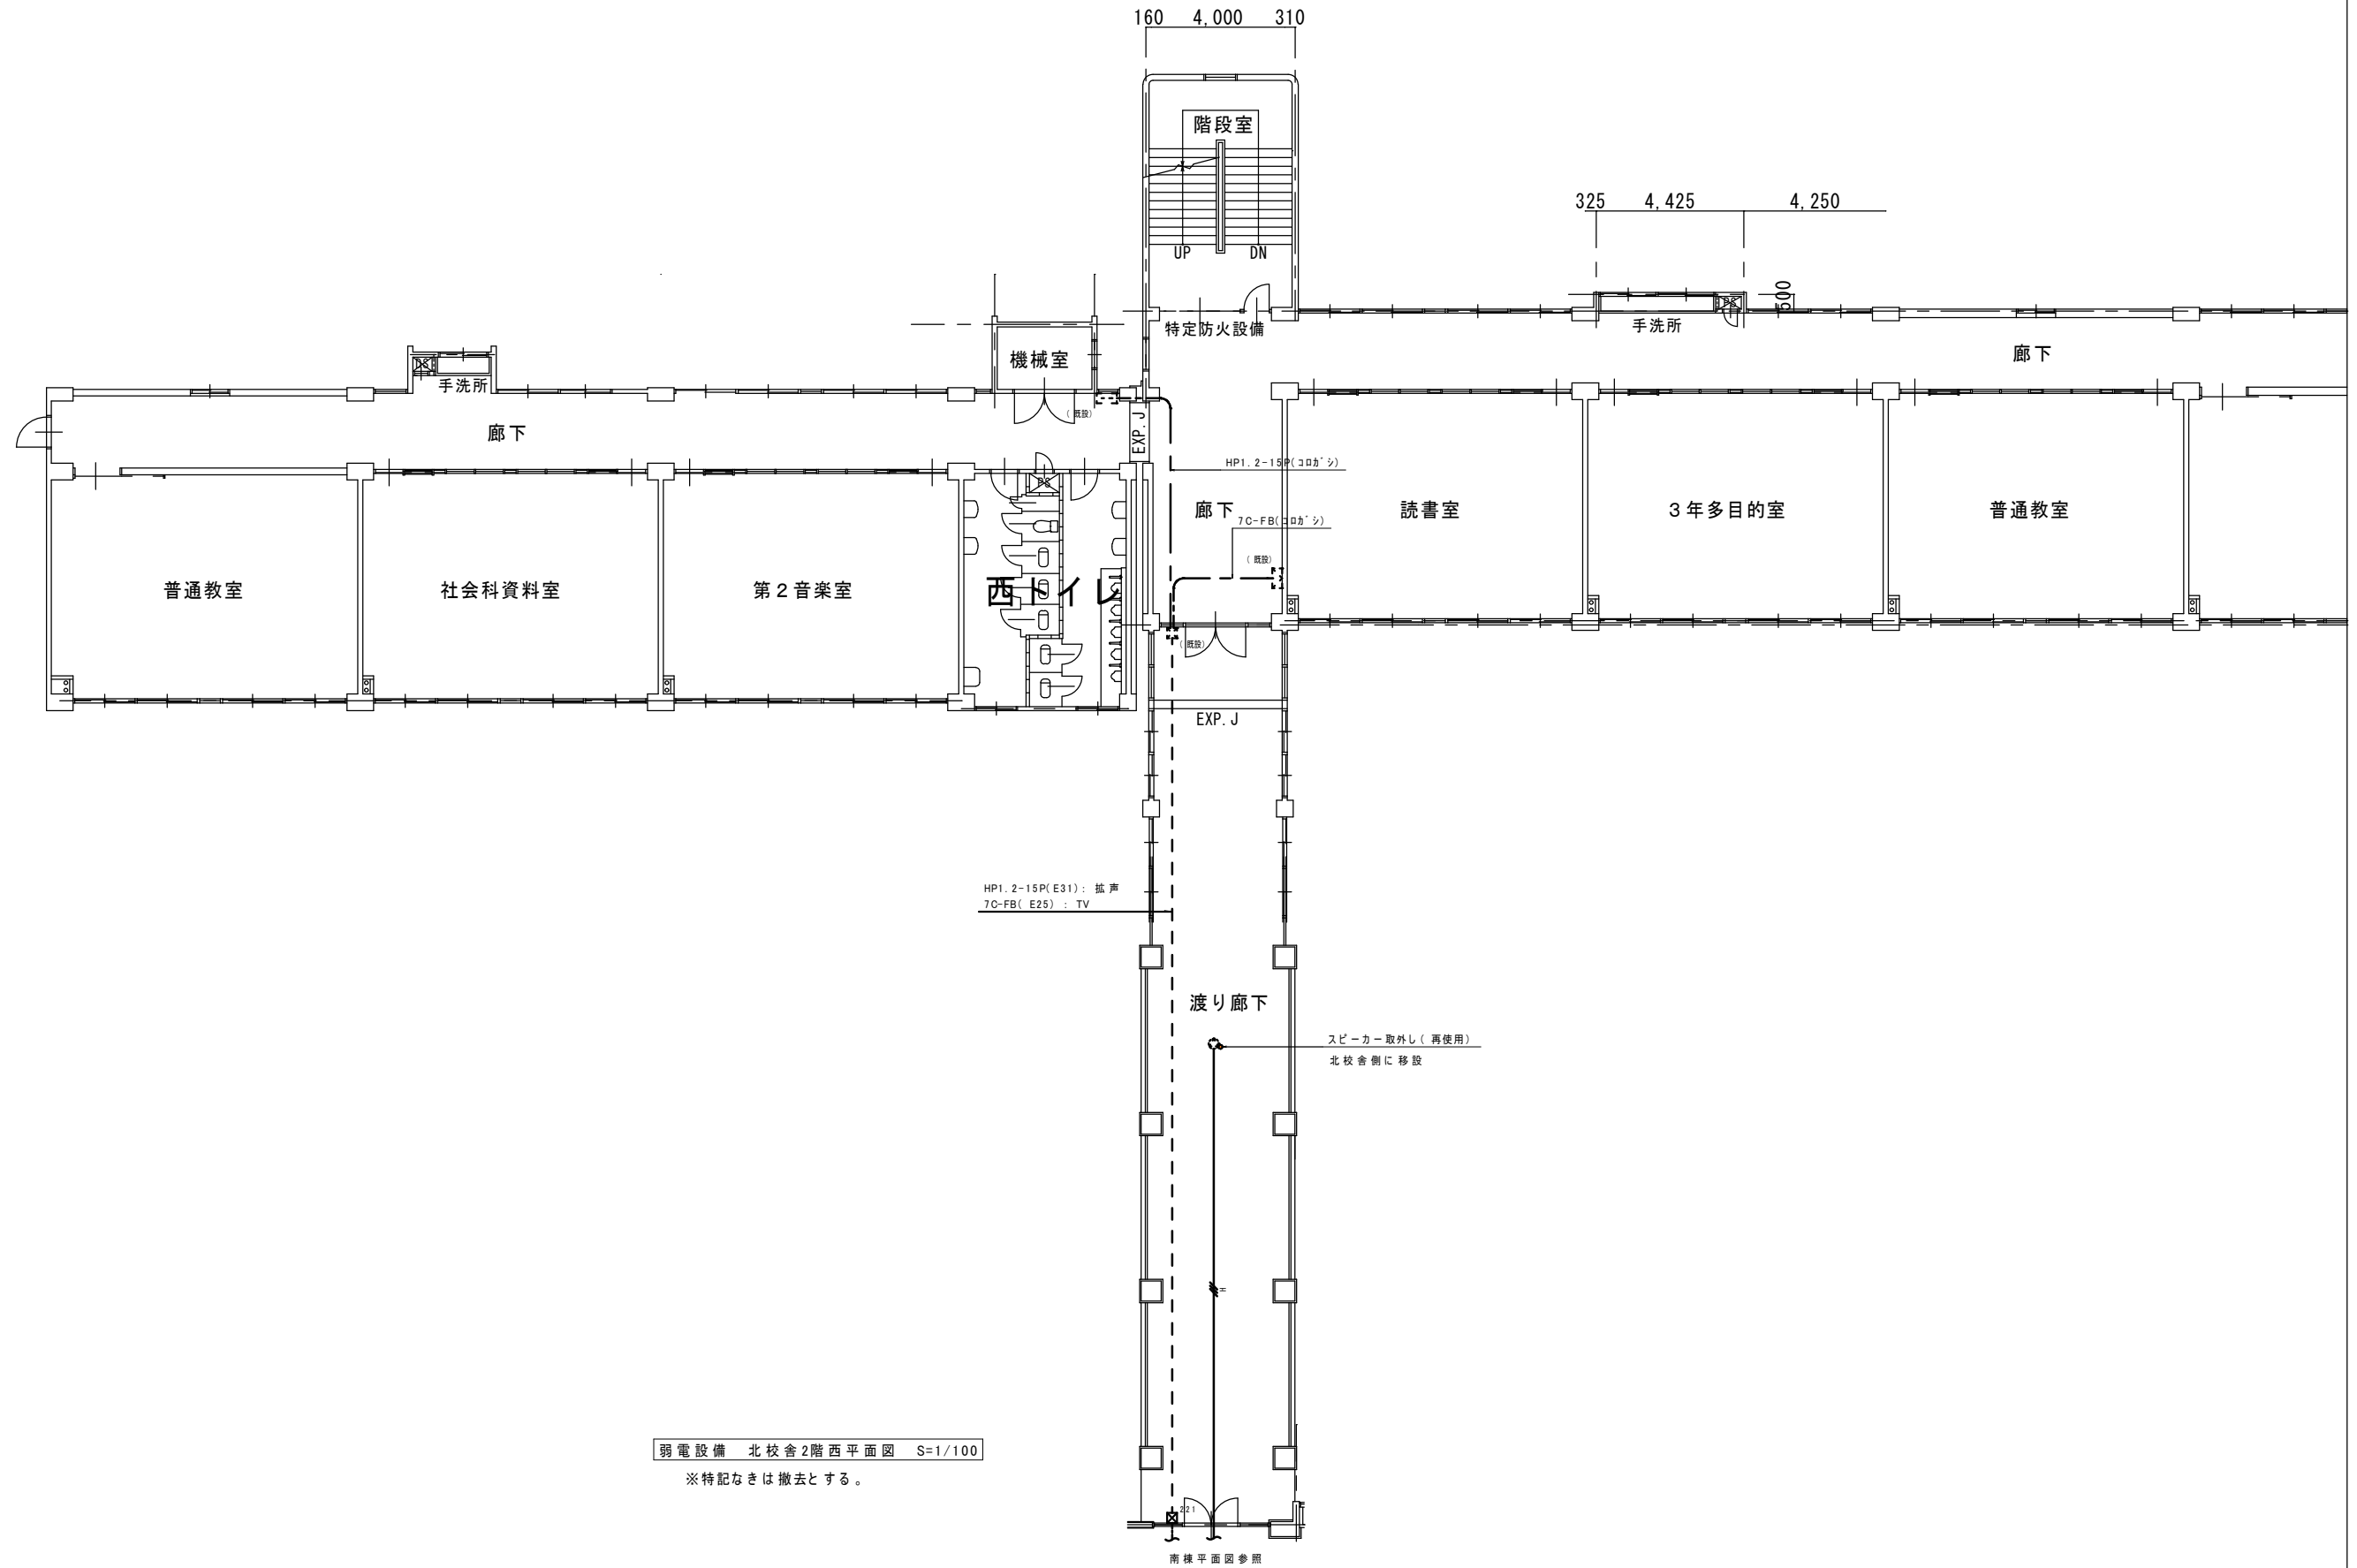 160 4,000 310
階段室
UP DN
325 4,425 4,250
500
PS
特定防火設備
手洗所
機械室
廊下
PS
手洗所
(既設)
EXP.J
廊下
HP1.2-15P(コロガシ)
PS
廊下
読書室
3年多目的室
普通教室
7C-FB(コロガシ)
(既設)
普通教室
社会科資料室
第2音楽室
西トイレ
(既設)
EXP.J
HP1.2-15P(E31): 拡声
7C-FB( E25) : TV
渡り廊下
スピーカー取外し( 再使用)
北校舎側に移設
弱電設備 北校舎2階西平面図 S=1/100
※特記なきは撤去とする。
221
南棟平面図参照